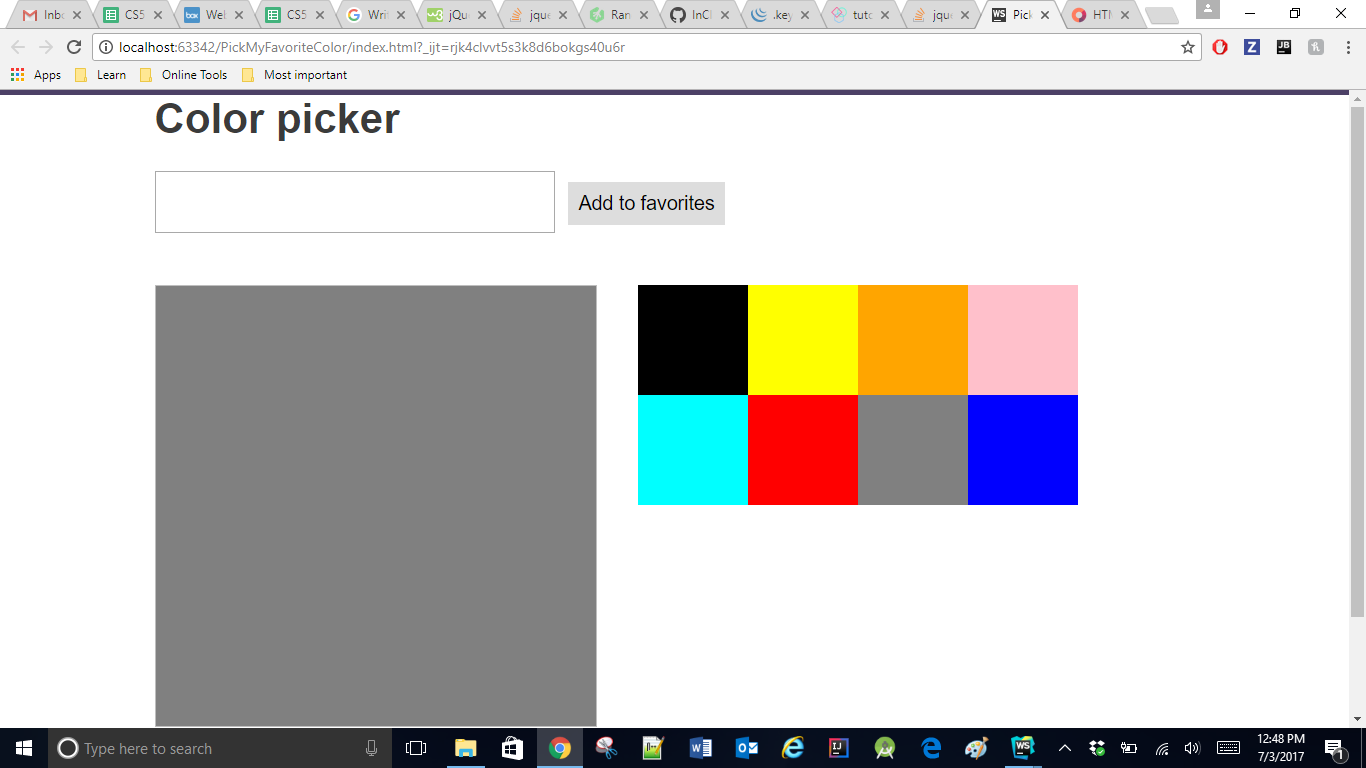 Inbo CS5 Wel CS5 Writ jQue jque Ran InCl .key tuto jque Pick HTM
localhost:63342/PickMyFavoriteColor/index.html?_ijt=rjk4clvvt5s3k8d6bokgs40u6r
Apps Learn Online Tools Most important
Color picker
Add to favorites
Type here to search
12:48 PM
7/3/2017